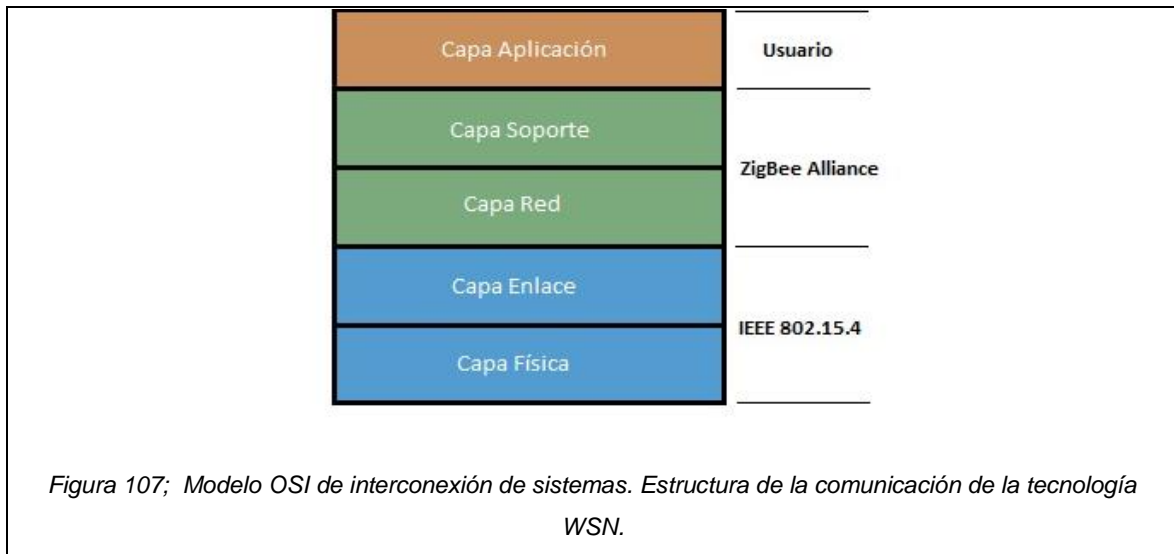 Capa Aplicación
Usuario
Capa Soporte
ZigBee Alliance
Capa Red
Capa Enlace
IEEE 802.15.4
Capa Física
Figura 107; Modelo OSI de interconexión de sistemas. Estructura de la comunicación de la tecnología
WSN.